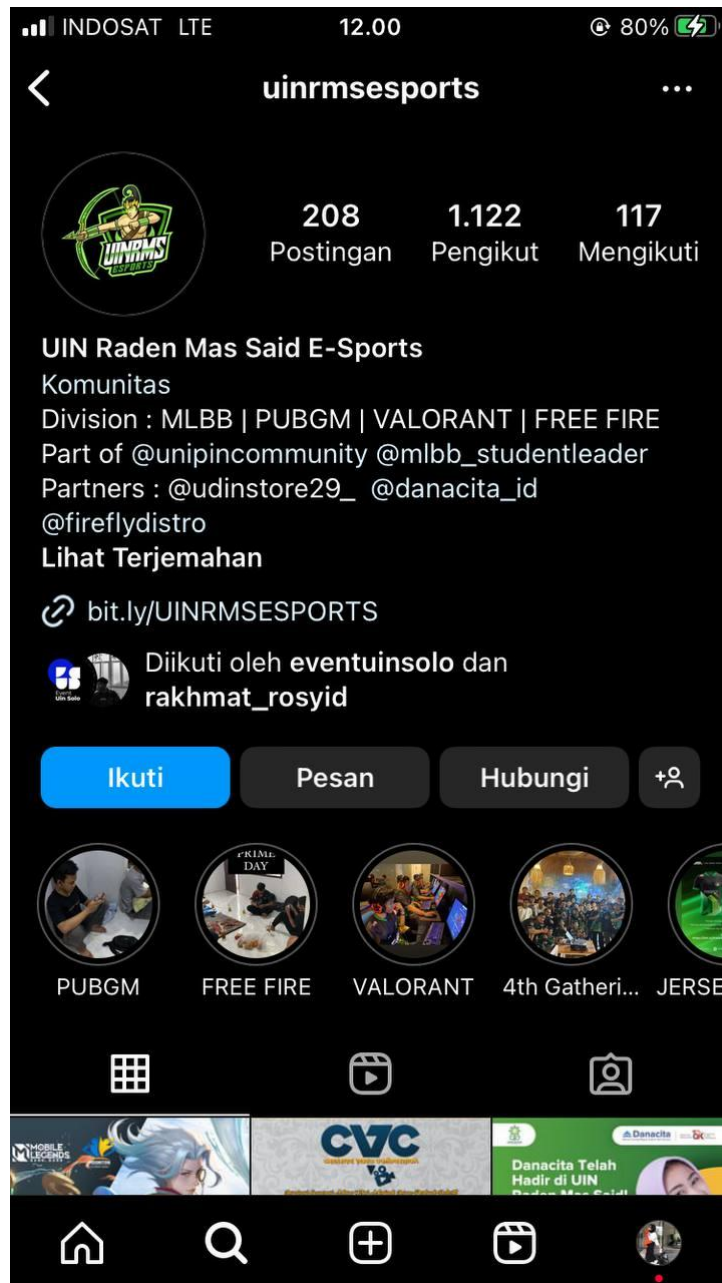 INDOSAT LTE 12.00 80%
uinrmsesports
UINRMS
ESPORTS
208 1.122 117
Postingan Pengikut Mengikuti
UIN Raden Mas Said E-Sports
Komunitas
Division : MLBB | PUBGM | VALORANT | FREE FIRE
Part of @unipincommunity @mlbb_studentleader
Partners : @udinstore29_ @danacita_id
@fireflydistro
Lihat Terjemahan
bit.ly/UINRMSESPORTS
Event
Uin Solo
Diikuti oleh eventuinsolo dan
rakhmat_rosyid
Ikuti Pesan Hubungi
PRIME
DAY
PUBGM FREE FIRE VALORANT 4th Gatheri... JERSE
MOBILE
LEGENDS
CVC
Danacita
Danacita Telah
Hadir di UIN
Raden Mas Said!